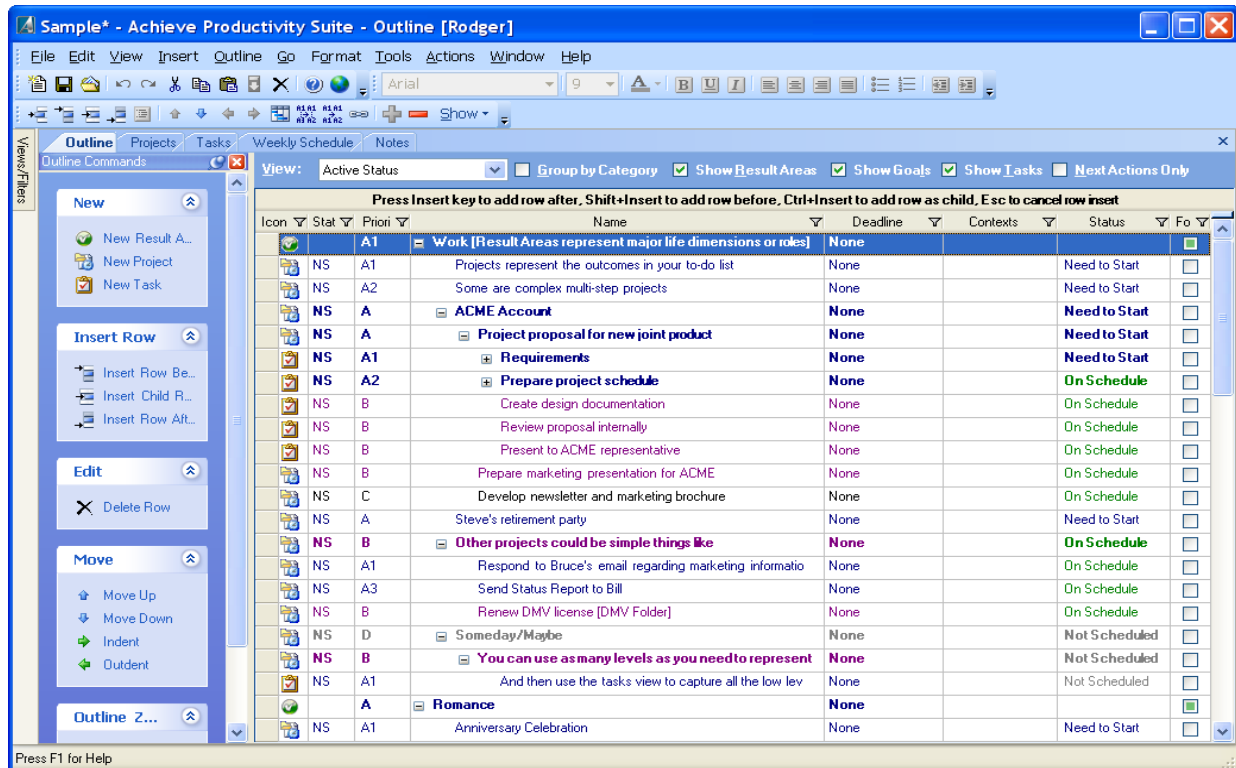 Sample* - Achieve Productivity Suite - Outline [Rodger]
File Edit View Insert Outline Go Format Tools Actions Window Help
Arial 9 A B U I
A1A1 A1A2 A1A1 A1A2 Show
Views/Filters
Outline Projects Tasks Weekly Schedule Notes
Outline Commands
View: Active Status Group by Category Show Result Areas Show Goals Show Tasks Next Actions Only
Press Insert key to add row after, Shift+Insert to add row before, Ctrl+Insert to add row as child, Esc to cancel row insert
New
New Result A...
New Project
New Task
Insert Row
Insert Row Be...
Insert Child R...
Insert Row Aft...
Edit
Delete Row
Move
Move Up
Move Down
Indent
Outdent
Outline Z...
Icon Stat Priori Name Deadline Contexts Status Fo
A1 Work [Result Areas represent major life dimensions or roles] None
NS A1 Projects represent the outcomes in your to-do list None Need to Start
NS A2 Some are complex multi-step projects None Need to Start
NS A ACME Account None Need to Start
NS A Project proposal for new joint product None Need to Start
NS A1 Requirements None Need to Start
NS A2 Prepare project schedule None On Schedule
NS B Create design documentation None On Schedule
NS B Review proposal internally None On Schedule
NS B Present to ACME representative None On Schedule
NS B Prepare marketing presentation for ACME None On Schedule
NS C Develop newsletter and marketing brochure None On Schedule
NS A Steve's retirement party None Need to Start
NS B Other projects could be simple things like None On Schedule
NS A1 Respond to Bruce's email regarding marketing informatio None On Schedule
NS A3 Send Status Report to Bill None On Schedule
NS B Renew DMV license [DMV Folder] None On Schedule
NS D Someday/Maybe None Not Scheduled
NS B You can use as many levels as you need to represent None Not Scheduled
NS A1 And then use the tasks view to capture all the low lev None Not Scheduled
A Romance None
NS A1 Anniversary Celebration None Need to Start
Press F1 for Help